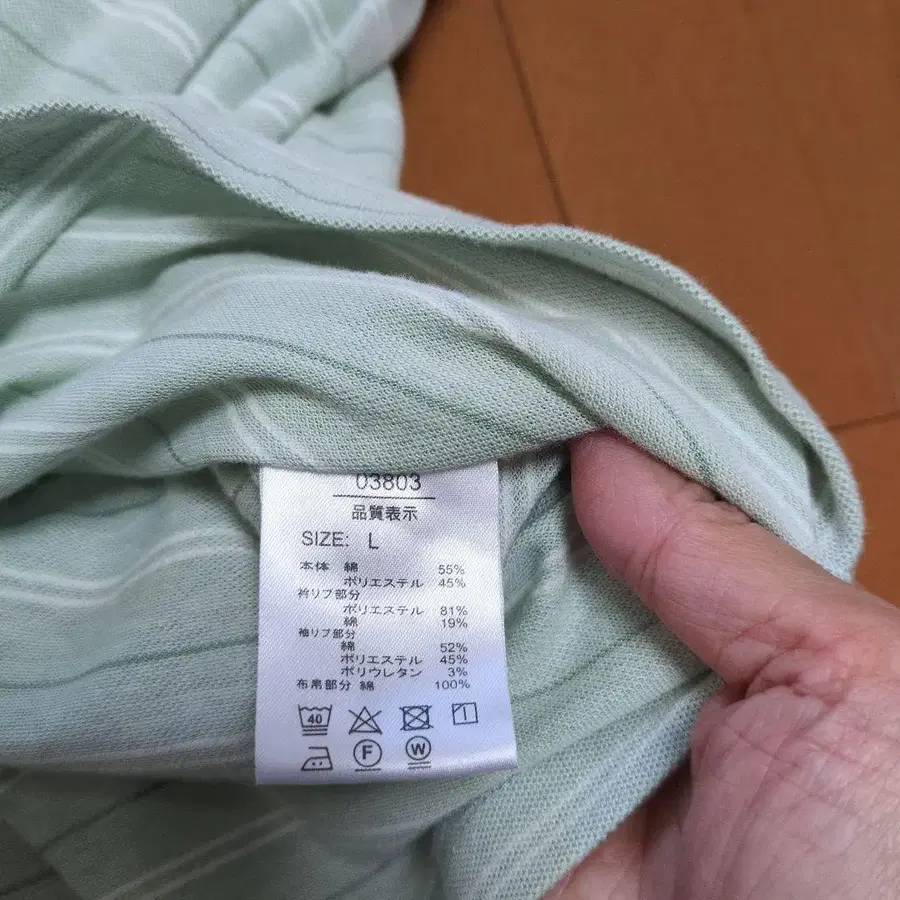 03803
品質表示
SIZE: L
本体 綿 55%
ポリエステル 45%
衿リブ部分
ポリエステル 81%
綿 19%
袖リブ部分
綿 52%
ポリエステル 45%
ポリウレタン 3%
布帛部分 綿 100%
40
F W